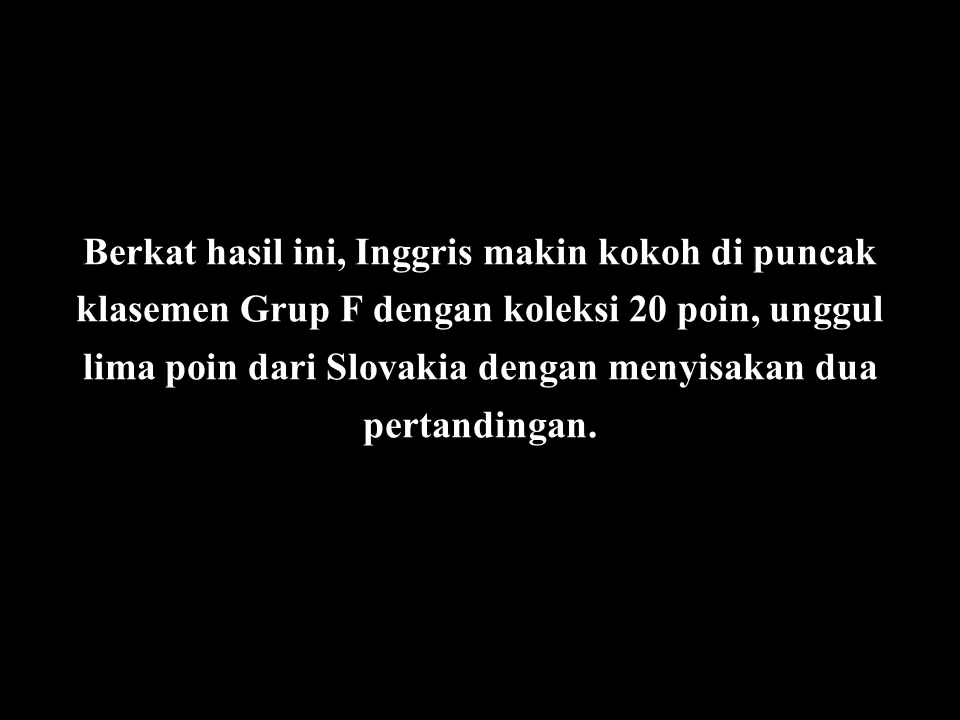 Berkat hasil ini, Inggris makin kokoh di puncak
klasemen Grup F dengan koleksi 20 poin, unggul
lima poin dari Slovakia dengan menyisakan dua
pertandingan.